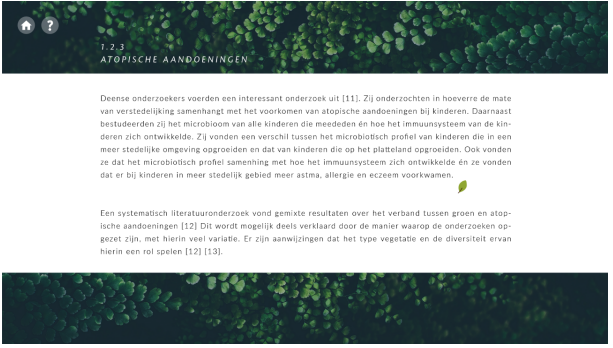 ?
1.2.3
ATOPISCHE AANDOENINGEN
Deense onderzoekers voerden een interessant onderzoek uit [11]. Zij onderzochten in hoeverre de mate
van verstedelijking samenhangt met het voorkomen van atopische aandoeningen bij kinderen. Daarnaast
bestudeerden zij het microbioom van alle kinderen die meededen én hoe het immuunsysteem van de kin-
deren zich ontwikkelde. Zij vonden een verschil tussen het microbiotisch profiel van kinderen die in een
meer stedelijke omgeving opgroeiden en dat van kinderen die op het platteland opgroeiden. Ook vonden
ze dat het microbiotisch profiel samenhing met hoe het immuunsysteem zich ontwikkelde én ze vonden
dat er bij kinderen in meer stedelijk gebied meer astma, allergie en eczeem voorkwamen.
Een systematisch literatuuronderzoek vond gemixte resultaten over het verband tussen groen en atop-
ische aandoeningen [12] Dit wordt mogelijk deels verklaard door de manier waarop de onderzoeken op-
gezet zijn, met hierin veel variatie. Er zijn aanwijzingen dat het type vegetatie en de diversiteit ervan
hierin een rol spelen [12] [13].